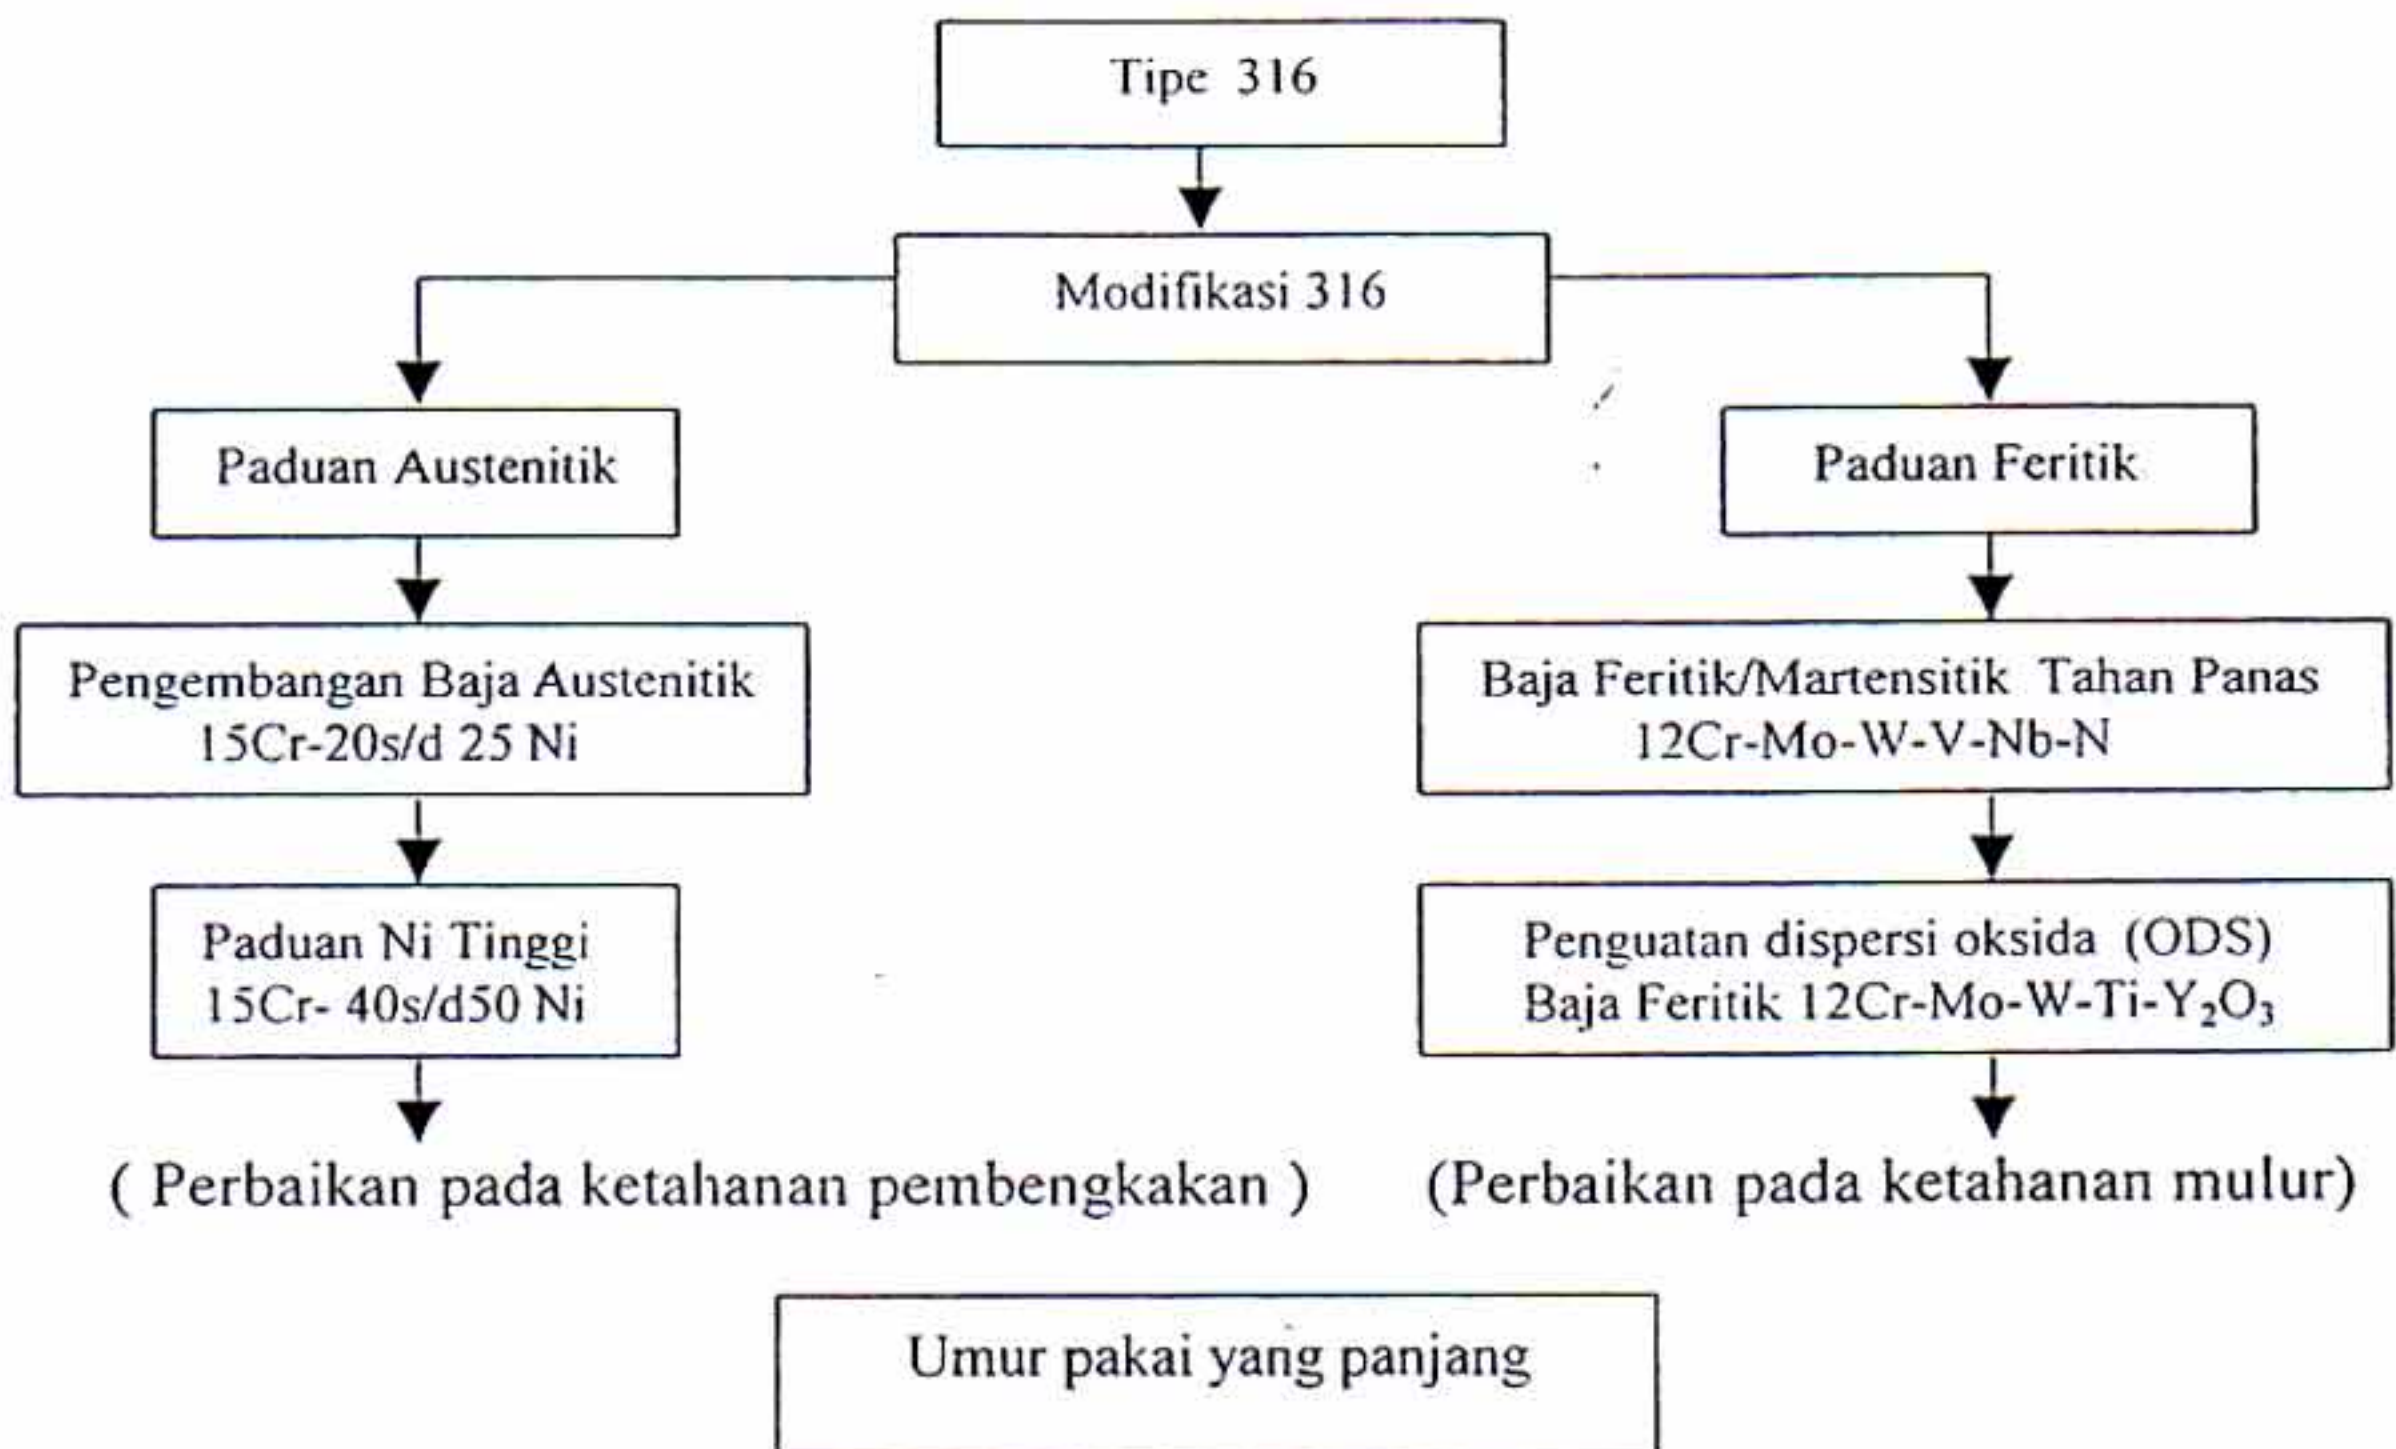 Tipe 316
Modifikasi 316
Paduan Austenitik
Paduan Feritik
Pengembangan Baja Austenitik
15Cr-20s/d 25 Ni
Baja Feritik/Martensitik Tahan Panas
12Cr-Mo-W-V-Nb-N
Paduan Ni Tinggi
15Cr- 40s/d50 Ni
Penguatan dispersi oksida (ODS)
Baja Feritik 12Cr-Mo-W-Ti-Y₂O₃
( Perbaikan pada ketahanan pembengkakan )
(Perbaikan pada ketahanan mulur)
Umur pakai yang panjang